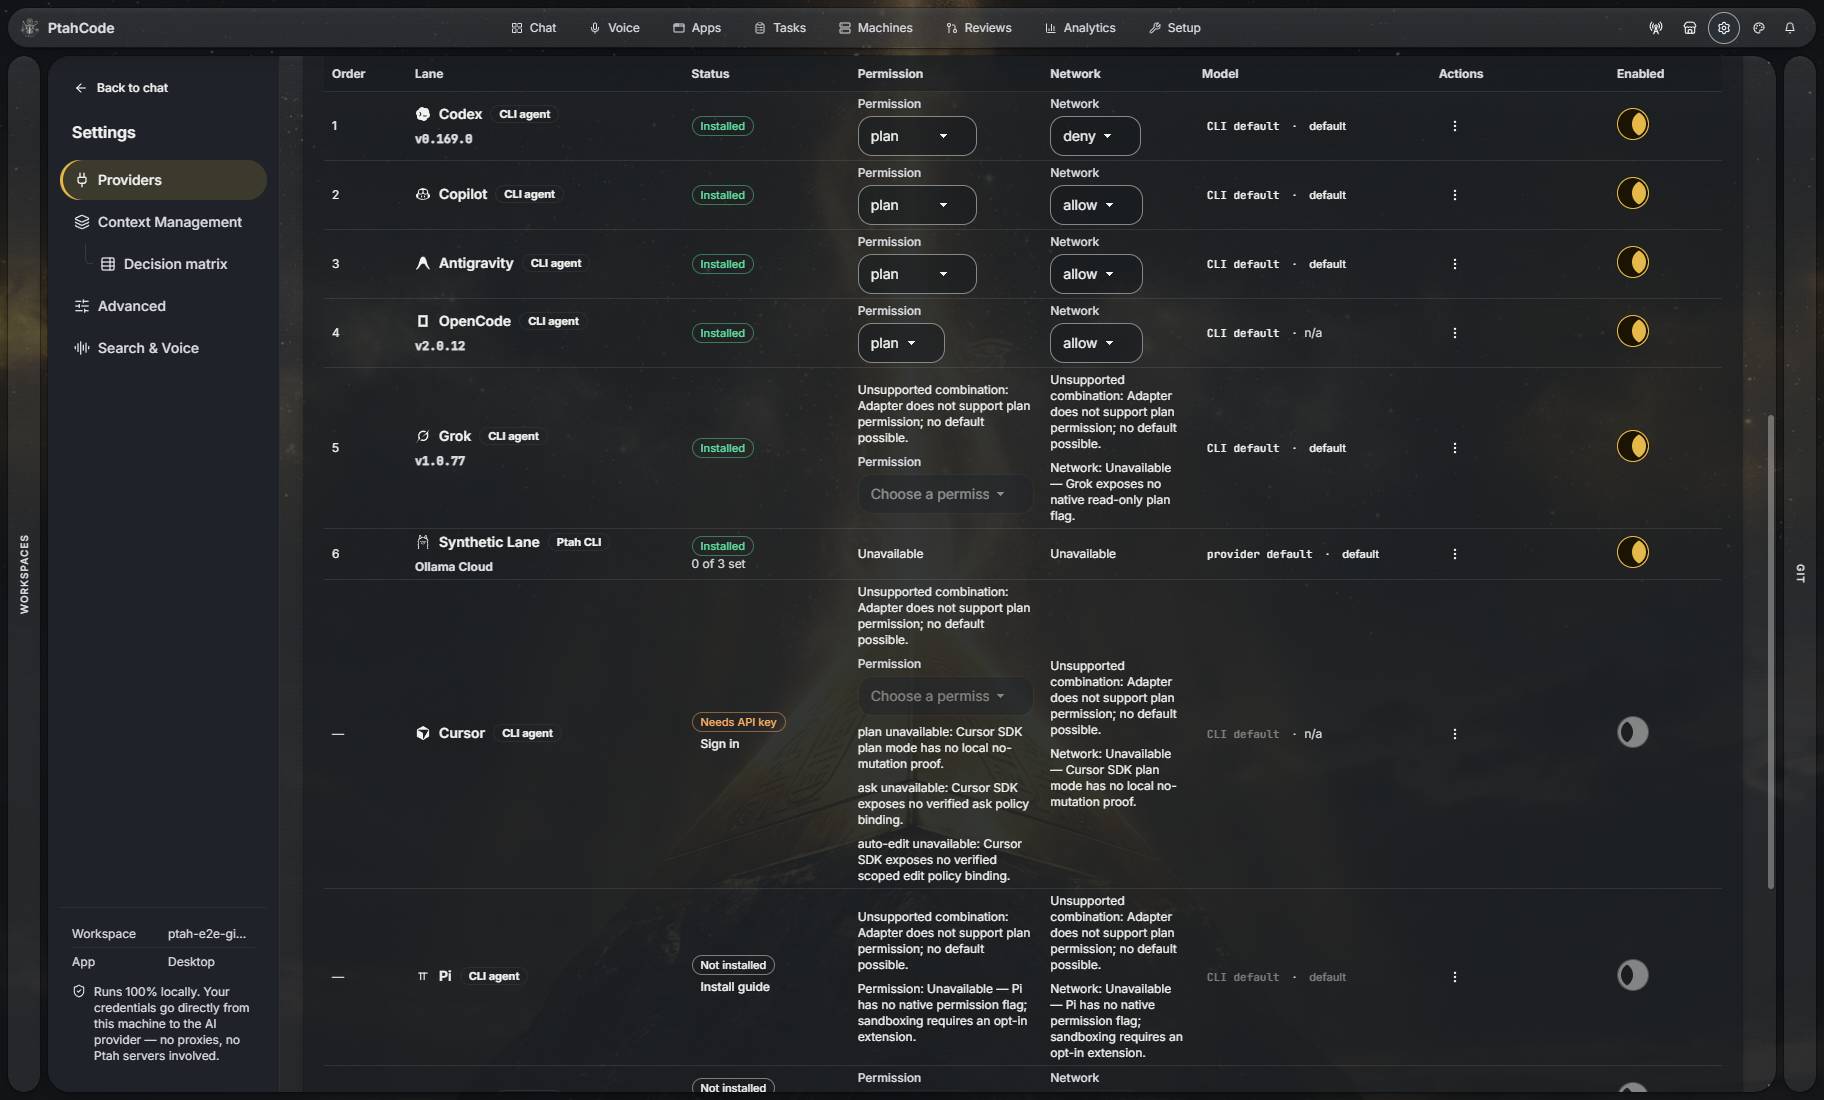 PtahCode
Chat
Voice
Apps
Tasks
Machines
Reviews
Analytics
Setup
WORKSPACES
Back to chat
Settings
Providers
Context Management
Decision matrix
Advanced
Search & Voice
Workspace ptah-e2e-gi...
App Desktop
Runs 100% locally. Your
credentials go directly from
this machine to the AI
provider — no proxies, no
Ptah servers involved.
Order Lane Status Permission Network Model Actions Enabled
1
Codex CLI agent
v0.169.0
Installed
Permission
plan
Network
deny
CLI default · default
2
Copilot CLI agent
Installed
Permission
plan
Network
allow
CLI default · default
3
Antigravity CLI agent
Installed
Permission
plan
Network
allow
CLI default · default
4
OpenCode CLI agent
v2.0.12
Installed
Permission
plan
Network
allow
CLI default · n/a
5
Grok CLI agent
v1.0.77
Installed
Unsupported combination:
Adapter does not support plan
permission; no default
possible.
Permission
Choose a permiss
Unsupported
combination: Adapter
does not support plan
permission; no default
possible.
Network: Unavailable
— Grok exposes no
native read-only plan
flag.
CLI default · default
6
Synthetic Lane Ptah CLI
Ollama Cloud
Installed
0 of 3 set
Unavailable
Unavailable
provider default · default
—
Cursor CLI agent
Needs API key
Sign in
Unsupported combination:
Adapter does not support plan
permission; no default
possible.
Permission
Choose a permiss
plan unavailable: Cursor SDK
plan mode has no local no-
mutation proof.
ask unavailable: Cursor SDK
exposes no verified ask policy
binding.
auto-edit unavailable: Cursor
SDK exposes no verified
scoped edit policy binding.
Unsupported
combination: Adapter
does not support plan
permission; no default
possible.
Network: Unavailable
— Cursor SDK plan
mode has no local no-
mutation proof.
CLI default · n/a
—
Pi CLI agent
Not installed
Install guide
Unsupported combination:
Adapter does not support plan
permission; no default
possible.
Permission: Unavailable — Pi
has no native permission flag;
sandboxing requires an opt-in
extension.
Unsupported
combination: Adapter
does not support plan
permission; no default
possible.
Network: Unavailable
— Pi has no native
permission flag;
sandboxing requires an
opt-in extension.
CLI default · default
Not installed
Permission
Network
GIT